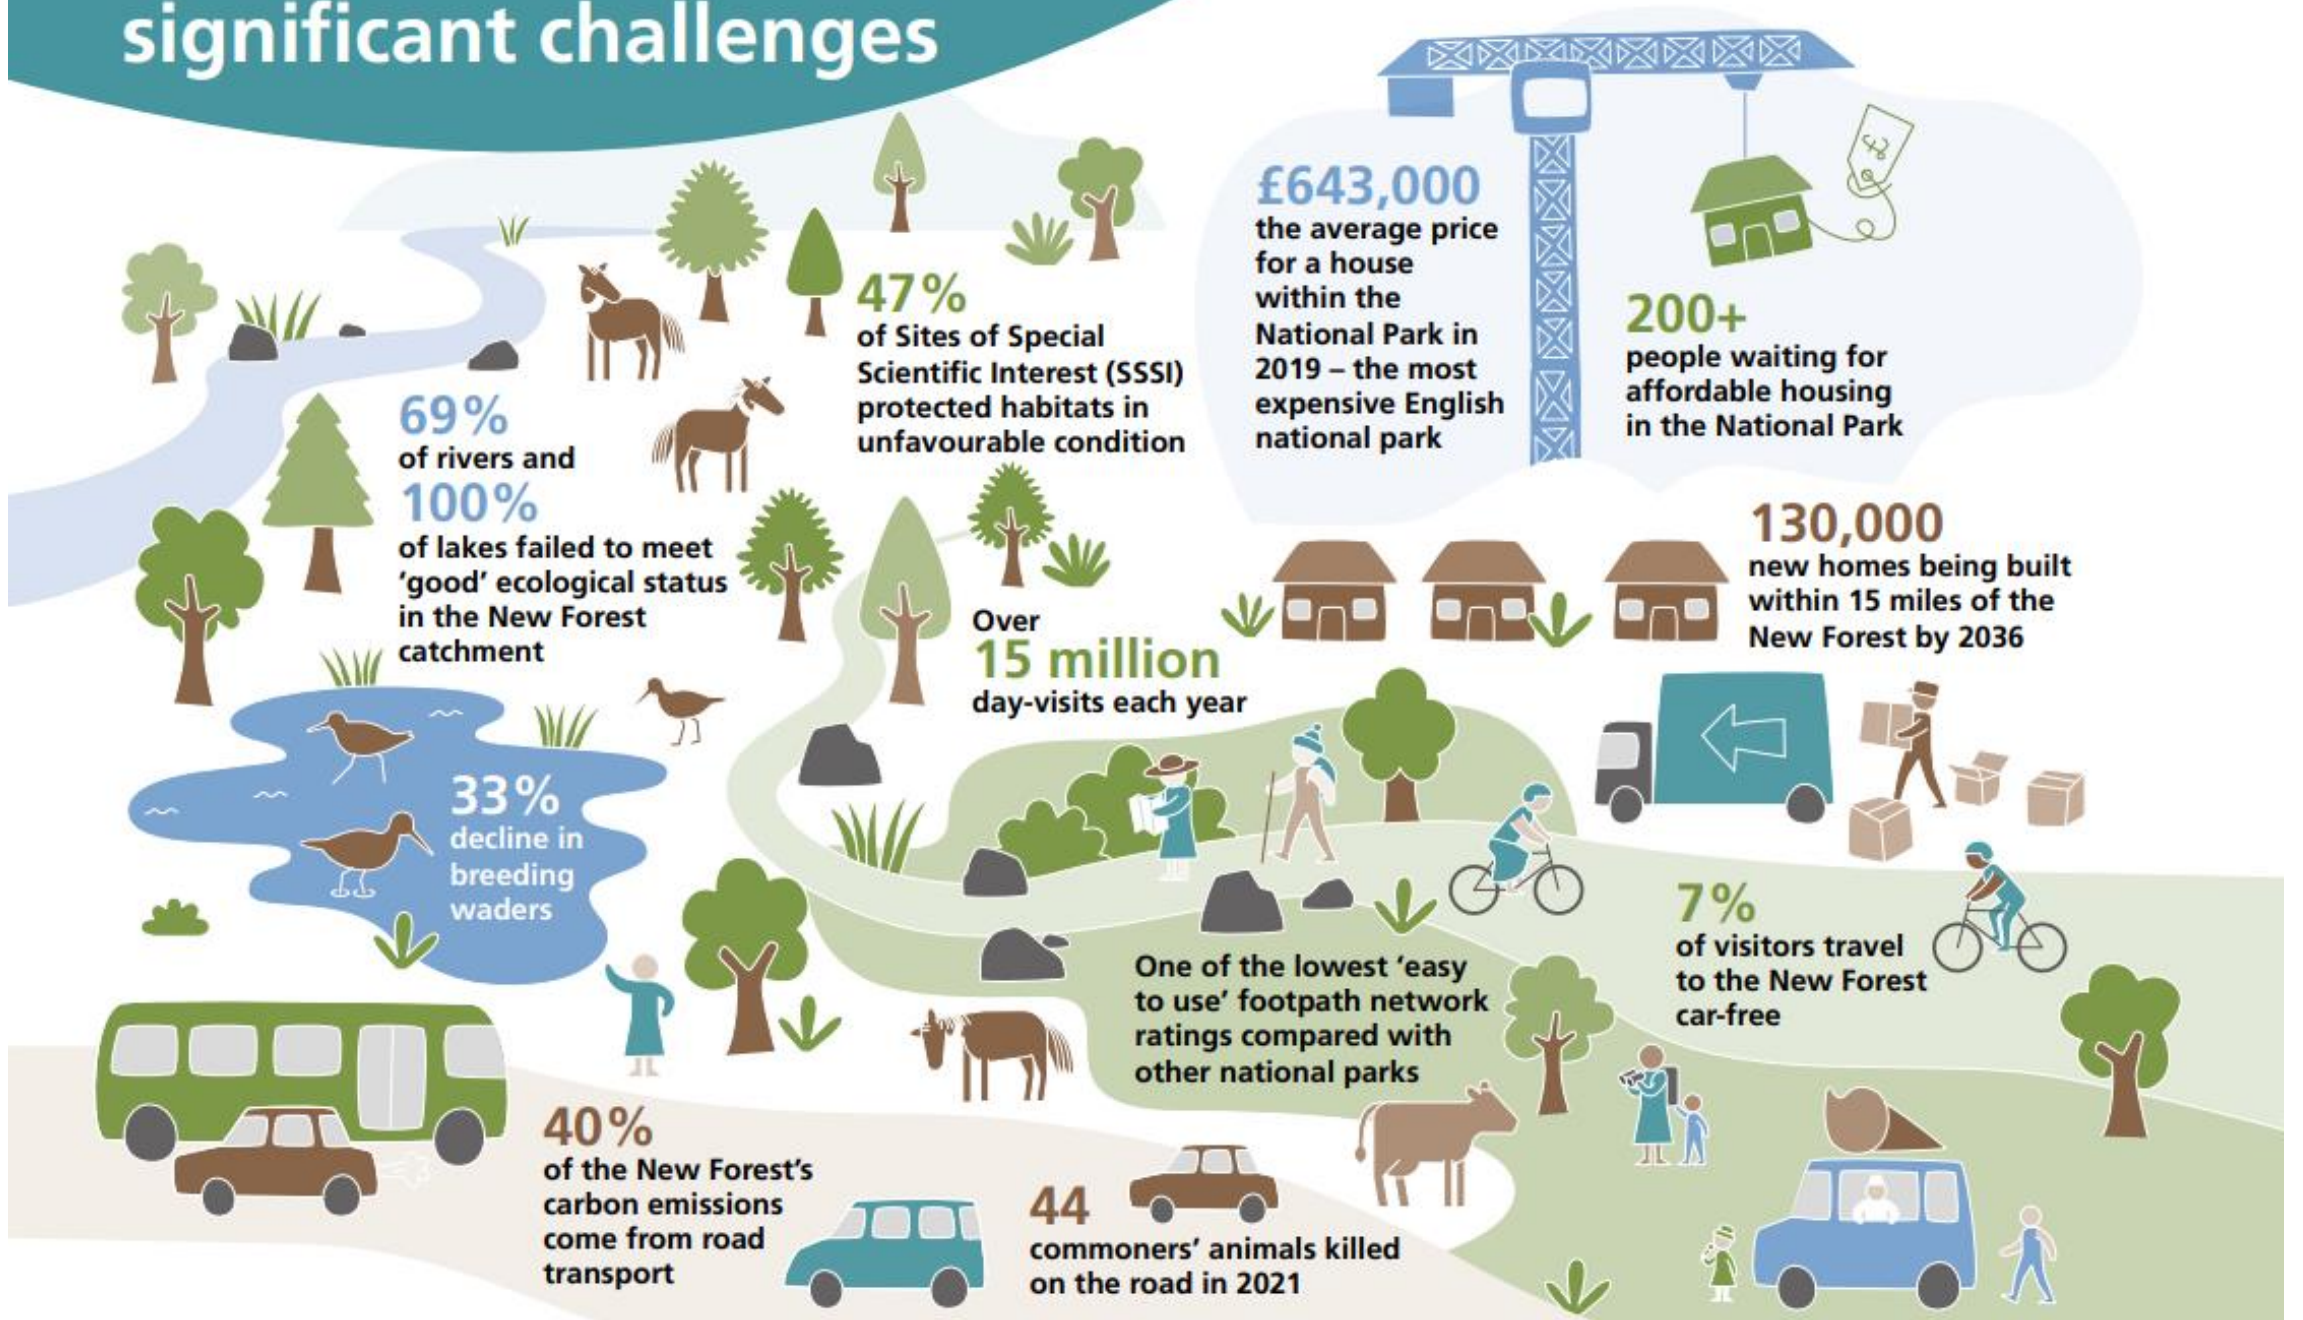 significant challenges
£643,000
the average price
for a house
within the
National Park in
2019 – the most
expensive English
national park
£
200+
people waiting for
affordable housing
in the National Park
47%
of Sites of Special
Scientific Interest (SSSI)
protected habitats in
unfavourable condition
69%
of rivers and
100%
of lakes failed to meet
‘good’ ecological status
in the New Forest
catchment
130,000
new homes being built
within 15 miles of the
New Forest by 2036
Over
15 million
day-visits each year
33%
decline in
breeding
waders
7%
of visitors travel
to the New Forest
car-free
One of the lowest ‘easy
to use’ footpath network
ratings compared with
other national parks
40%
of the New Forest’s
carbon emissions
come from road
transport
44
commoners’ animals killed
on the road in 2021